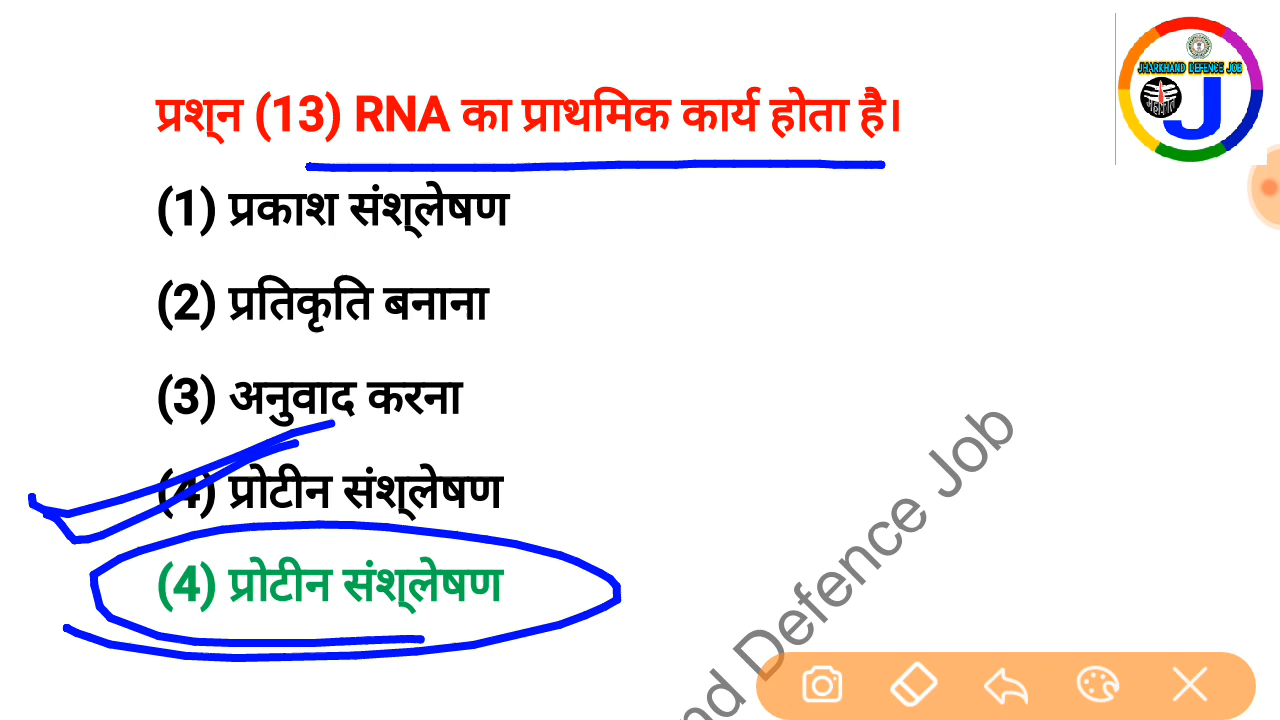 JHARKHAND DEFENCE JOB
J
प्रश्न (13) RNA का प्राथमिक कार्य होता है।
(1) प्रकाश संश्लेषण
(2) प्रतिकृति बनाना
(3) अनुवाद करना
(4) प्रोटीन संश्लेषण
(4) प्रोटीन संश्लेषण
nd Defence Job